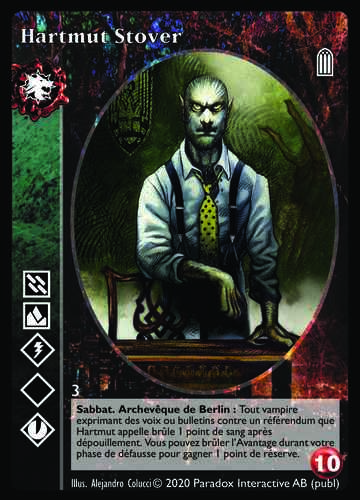 Hartmut Stover
3
Sabbat. Archevêque de Berlin : Tout vampire
exprimant des voix ou bulletins contre un référendum que
Hartmut appelle brûle 1 point de sang après
dépouillement. Vous pouvez brûler l'Avantage durant votre
phase de défausse pour gagner 1 point de réserve.
10
Illus. Alejandro Colucci © 2020 Paradox Interactive AB (publ)